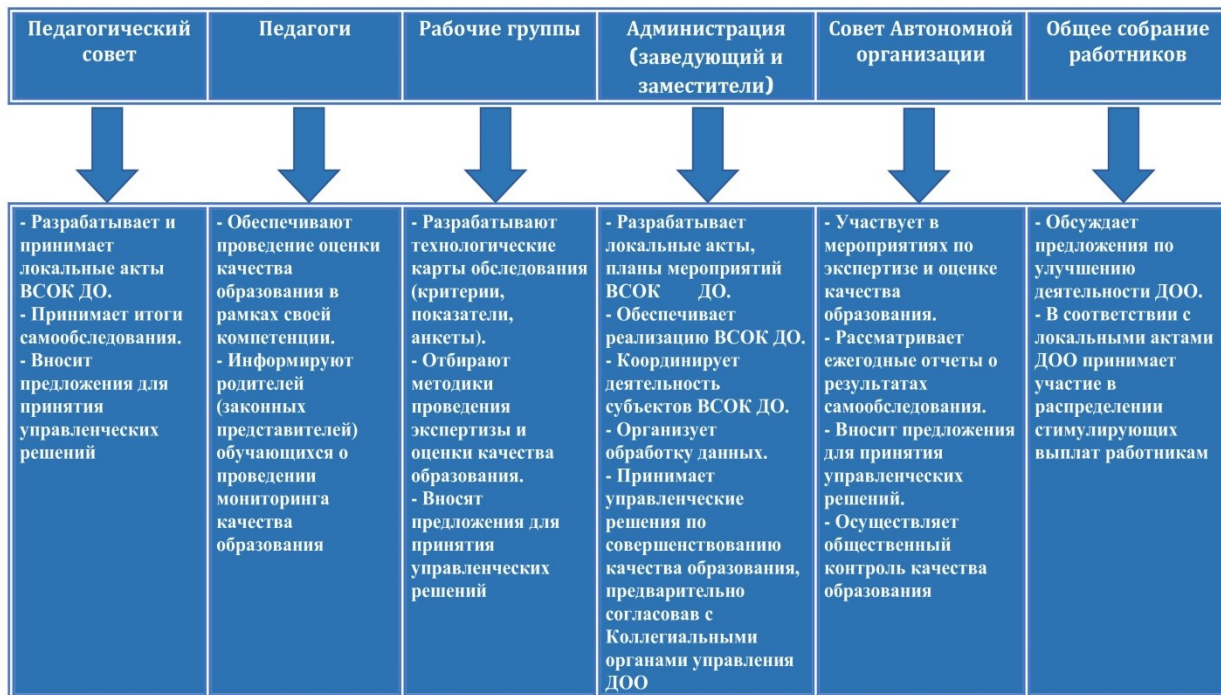 Педагогический
совет
Педагоги
Рабочие группы
Администрация
(заведующий и
заместители)
Совет Автономной
организации
Общее собрание
работников
- Разрабатывает и
принимает
локальные акты
ВСОК ДО.
- Принимает итоги
самообследования.
- Вносит
предложения для
принятия
управленческих
решений
- Обеспечивают
проведение оценки
качества
образования в
рамках своей
компетенции.
- Информируют
родителей
(законных
представителей)
обучающихся о
проведении
мониторинга
качества
образования
- Разрабатывают
технологические
карты обследования
(критерии,
показатели,
анкеты).
- Отбирают
методики
проведения
экспертизы и
оценки качества
образования.
- Вносят
предложения для
принятия
управленческих
решений
- Разрабатывает
локальные акты,
планы мероприятий
ВСОК ДО.
- Обеспечивает
реализацию ВСОК ДО.
- Координирует
деятельность
субъектов ВСОК ДО.
- Организует
обработку данных.
- Принимает
управленческие
решения по
совершенствованию
качества образования,
предварительно
согласовав с
Коллегиальными
органами управления
ДОО
- Участвует в
мероприятиях по
экспертизе и оценке
качества
образования.
- Рассматривает
ежегодные отчеты о
результатах
самообследования.
- Вносит предложения
для принятия
управленческих
решений.
- Осуществляет
общественный
контроль качества
образования
- Обсуждает
предложения по
улучшению
деятельности ДОО.
- В соответствии с
локальными актами
ДОО принимает
участие в
распределении
стимулирующих
выплат работникам